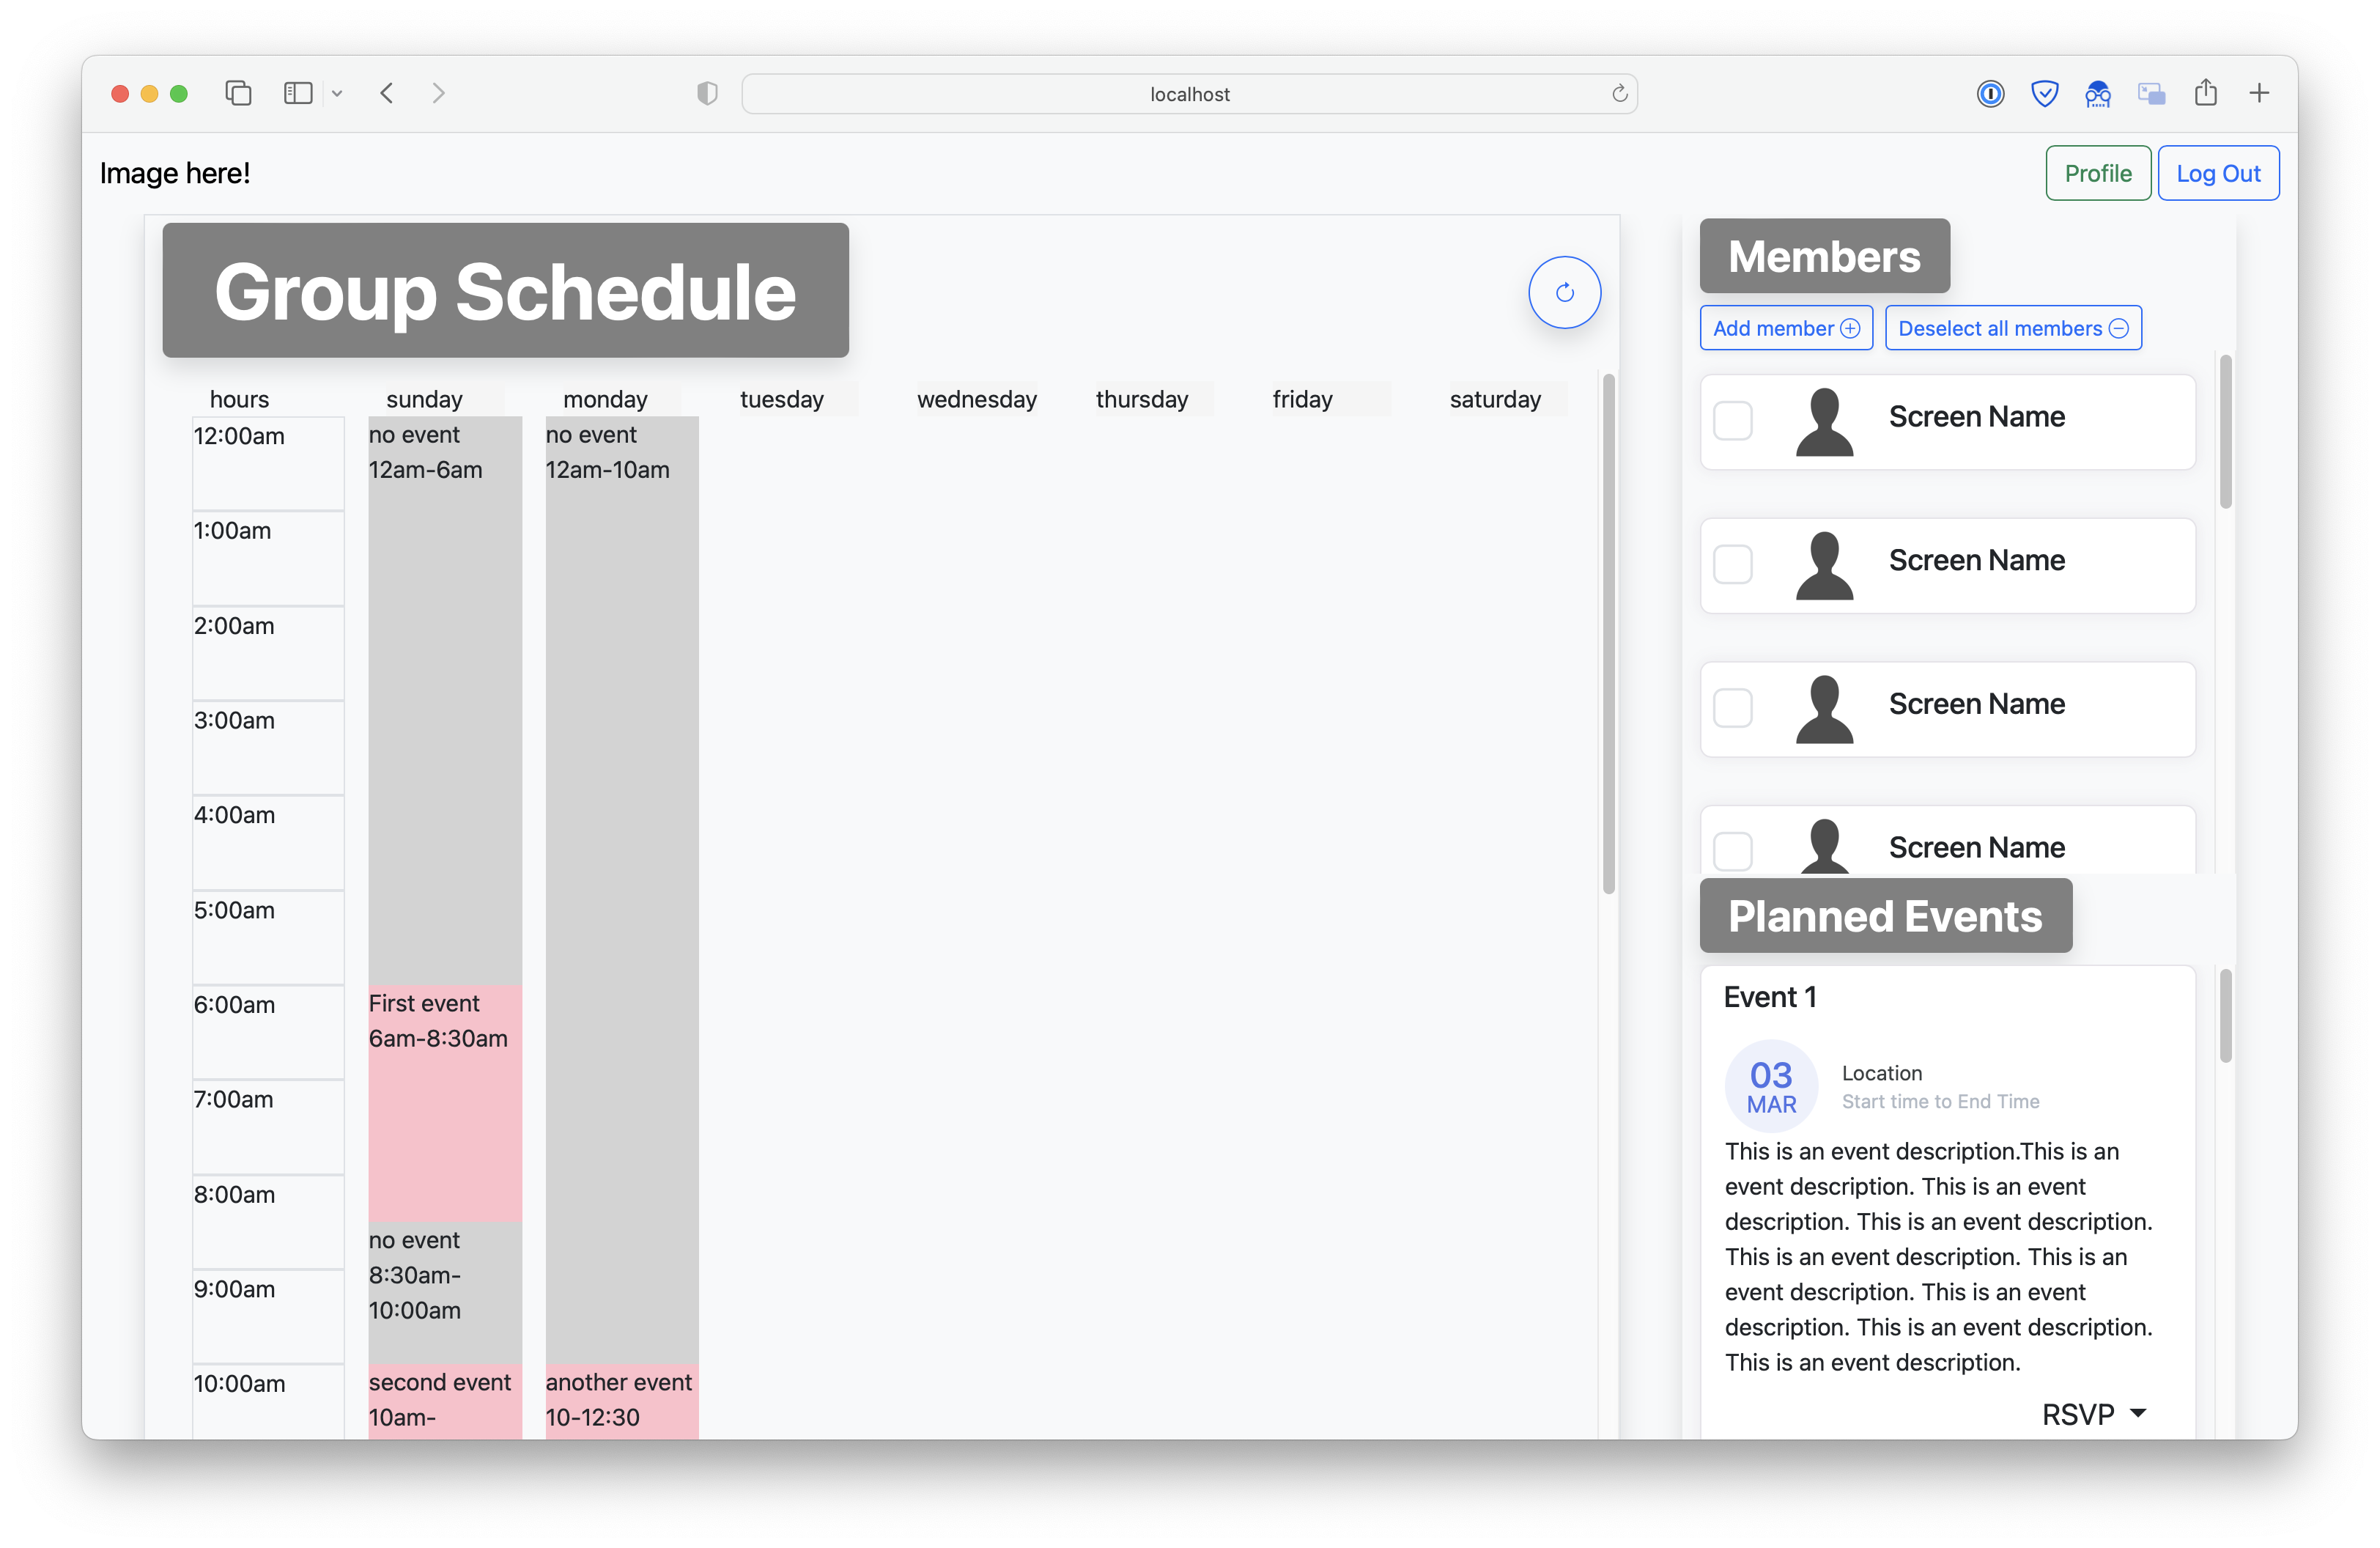 localhost
Image here!
Profile
Log Out
Group Schedule
hours
sunday
monday
tuesday
wednesday
thursday
friday
saturday
12:00am
1:00am
2:00am
3:00am
4:00am
5:00am
6:00am
7:00am
8:00am
9:00am
10:00am
no event
12am-6am
First event
6am-8:30am
no event
8:30am-
10:00am
second event
10am-
no event
12am-10am
another event
10-12:30
Members
Add member
Deselect all members
Screen Name
Screen Name
Screen Name
Screen Name
Planned Events
Event 1
03
MAR
Location
Start time to End Time
This is an event description.This is an
event description. This is an event
description. This is an event description.
This is an event description. This is an
event description. This is an event
description. This is an event description.
This is an event description.
RSVP